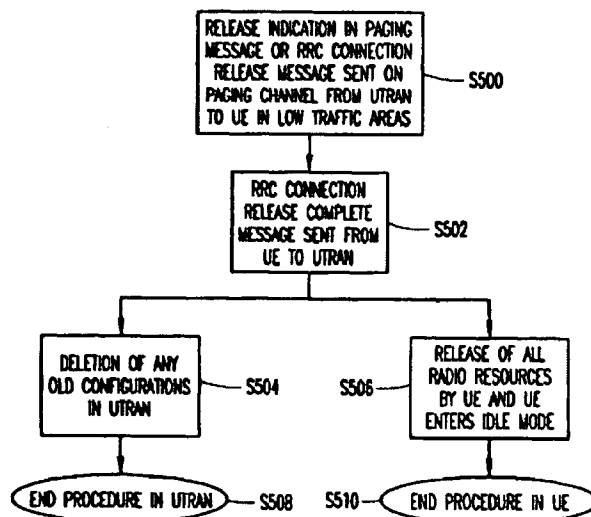 RELEASE INDICATION IN PAGING
MESSAGE OR RRC CONNECTION
RELEASE MESSAGE SENT ON
PAGING CHANNEL FROM UTRAN
TO UE IN LOW TRAFFIC AREAS
S500
RRC CONNECTION
RELEASE COMPLETE
MESSAGE SENT FROM
UE TO UTRAN
S502
DELETION OF ANY
OLD CONFIGURATIONS
IN UTRAN
S504
S506
RELEASE OF ALL
RADIO RESOURCES
BY UE AND UE
ENTERS IDLE MODE
END PROCEDURE IN UTRAN
S508
S510
END PROCEDURE IN UE